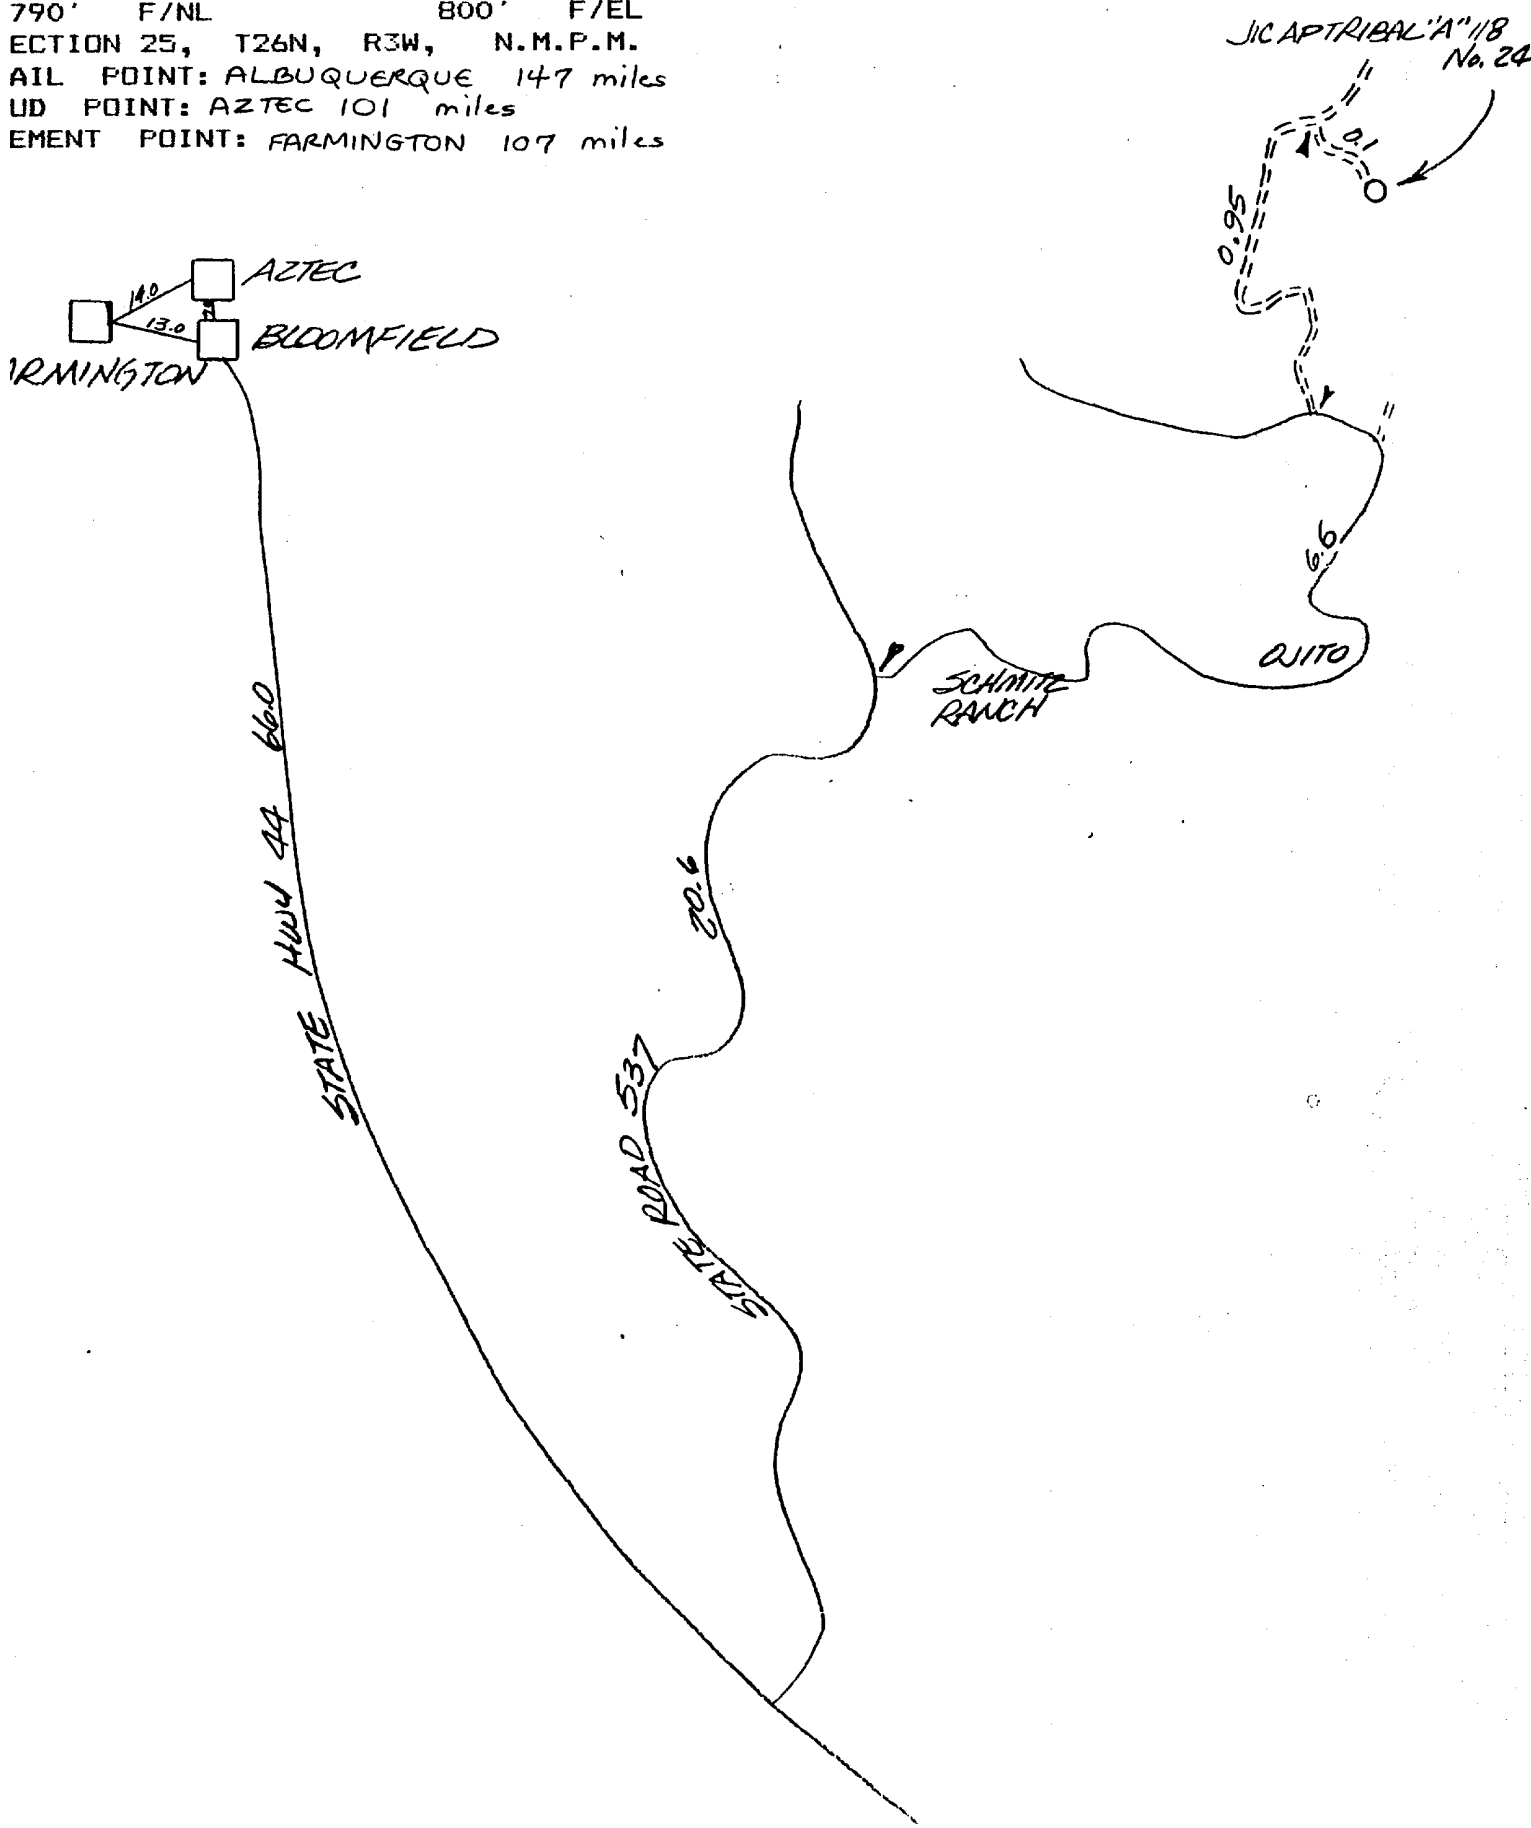 790' F/NL 800' F/EL
ECTION 25, T26N, R3W, N.M.P.M.
AIL POINT: ALBUQUERQUE 147 miles
UD POINT: AZTEC 101 miles
EMENT POINT: FARMINGTON 107 miles
JICAPTRIBAL "A" 118
No. 24
0.1
0.95
AZTEC
14.0
13.0
BLOOMFIELD
RMINGTON
6.6
OJITO
SCHMITZ
RANCH
STATE HWY 44 66.0
20.6
STATE ROAD 537